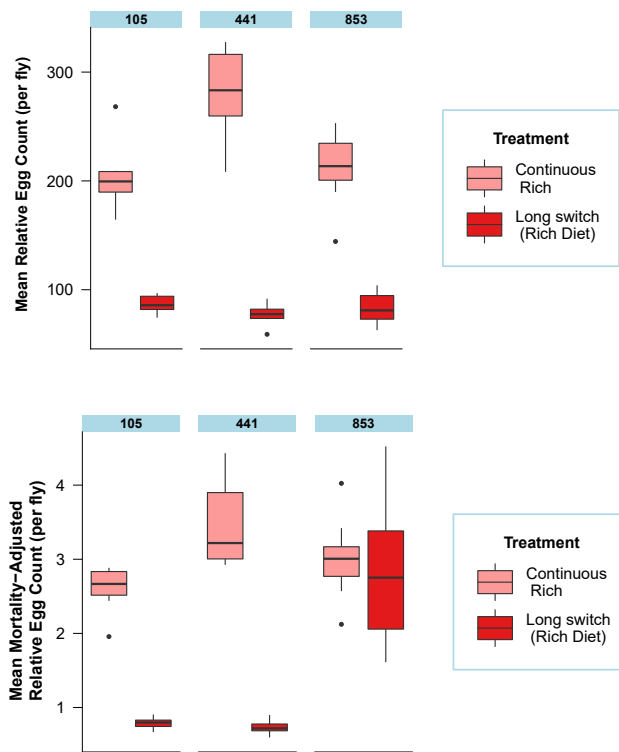 105 441 853
300
200
100
Mean Relative Egg Count (per fly)
Treatment
Continuous
Rich
Long switch
(Rich Diet)
105 441 853
4
3
2
1
Mean Mortality−Adjusted
Relative Egg Count (per fly)
Treatment
Continuous
Rich
Long switch
(Rich Diet)